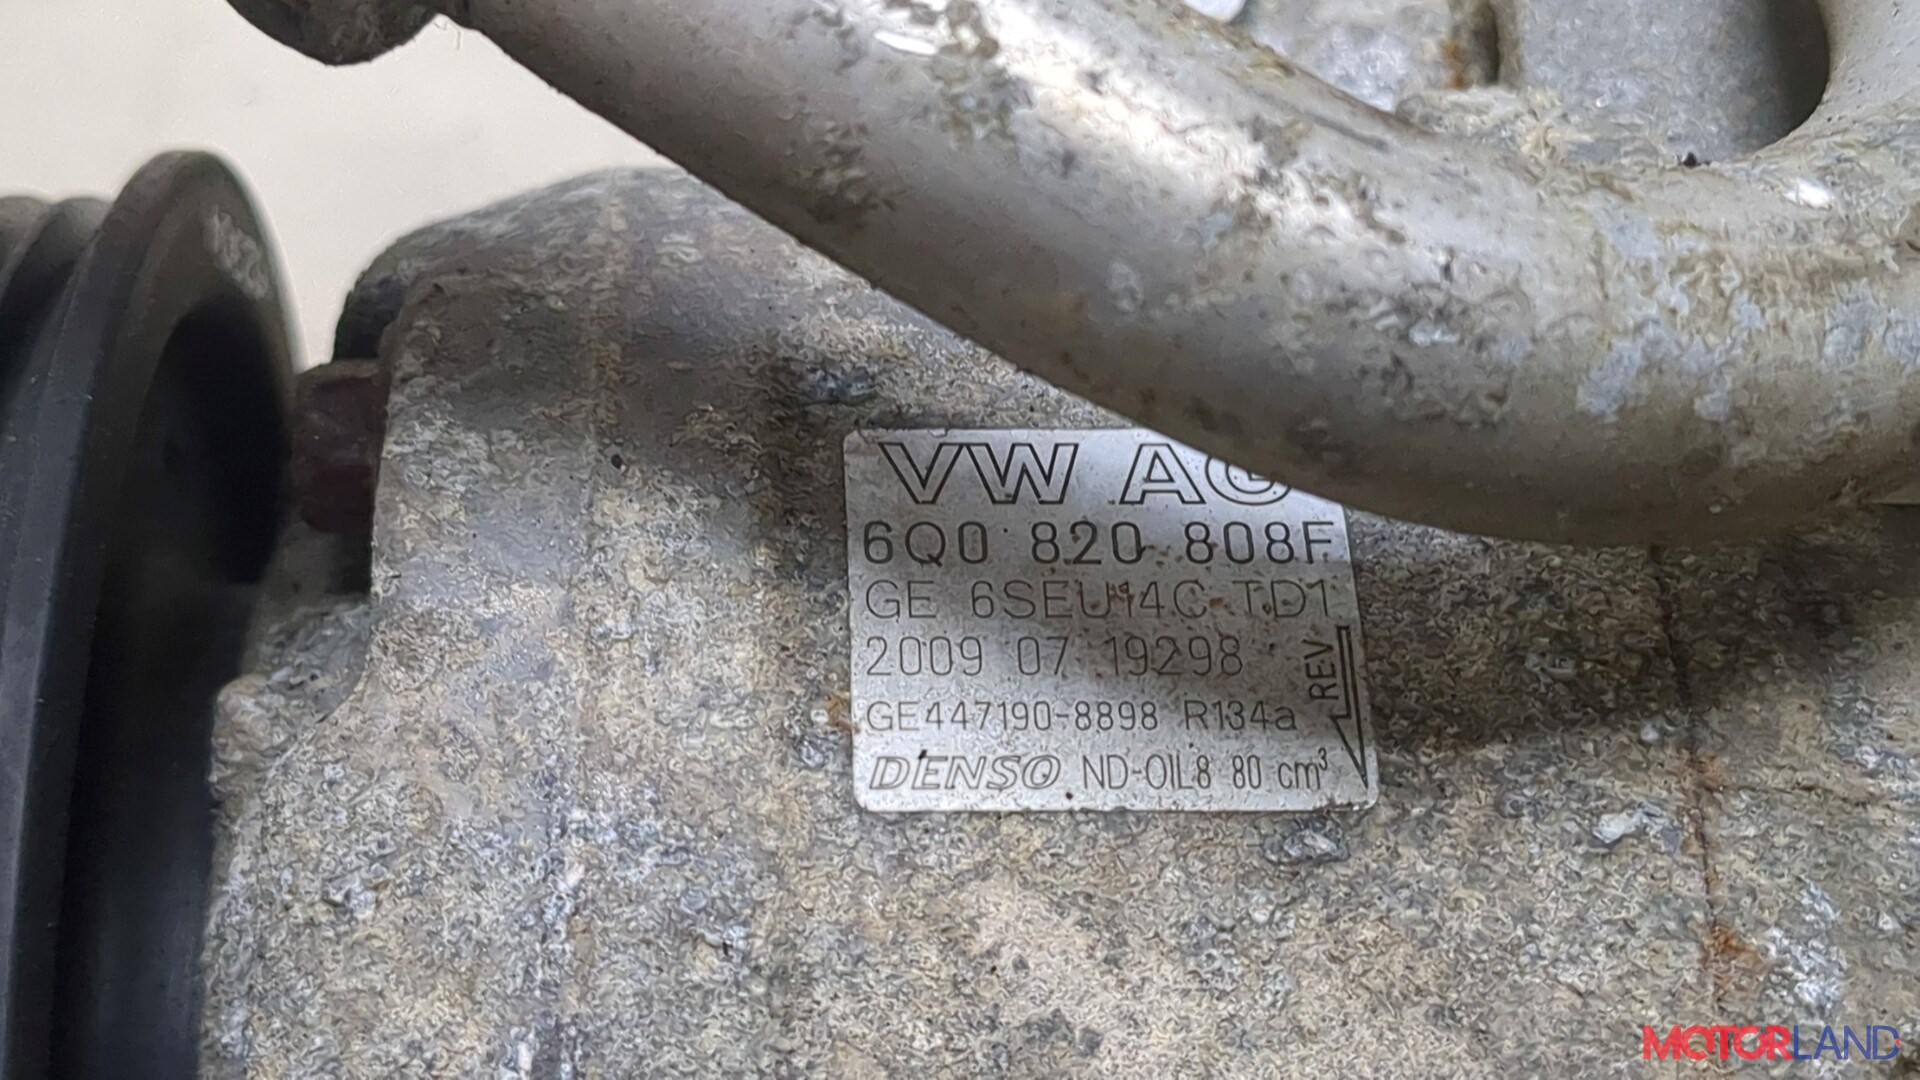 VW AG
6Q0 820 808F
GE 6SEU14C TD1
2009 07 19298
REV
GE447190-8898 R134a
DENSO ND-OIL8 80 cm³
MOTORLAND